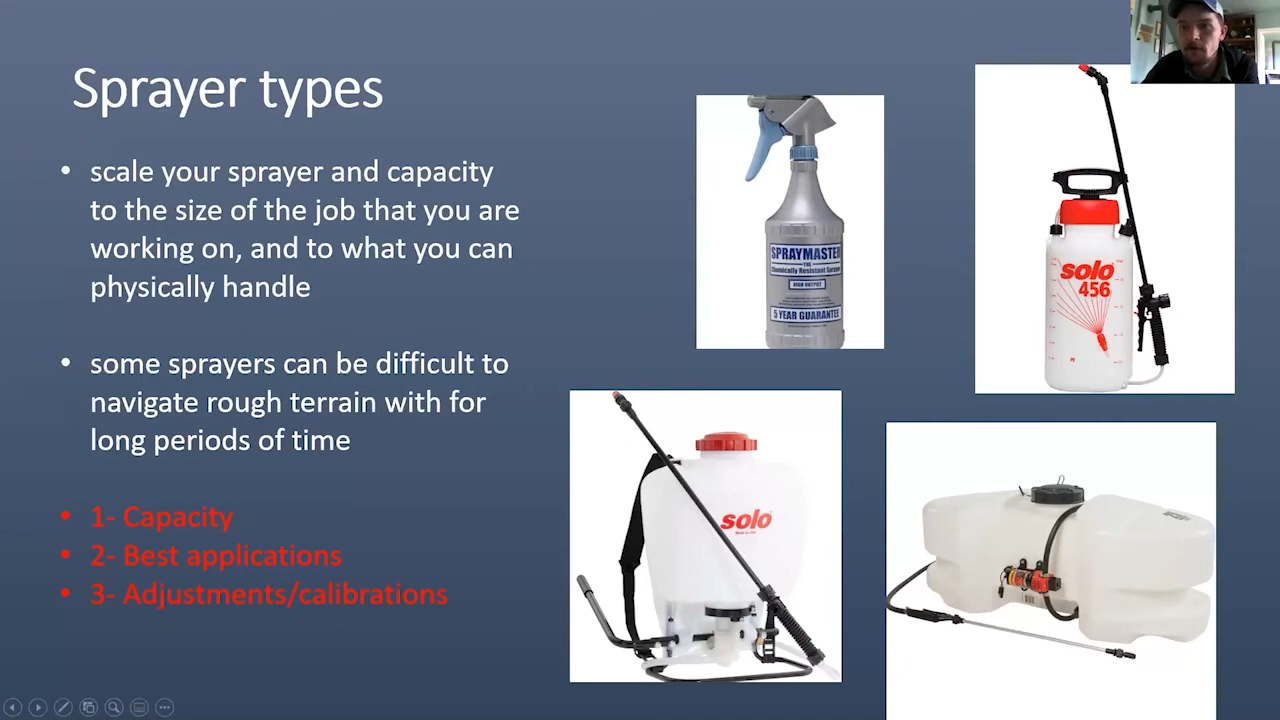 Sprayer types
• scale your sprayer and capacity
to the size of the job that you are
working on, and to what you can
physically handle
• some sprayers can be difficult to
navigate rough terrain with for
long periods of time
• 1- Capacity
• 2- Best applications
• 3- Adjustments/calibrations
SPRAYMASTER
THE
Chemically Resistant Sprayer
HIGH OUTPUT
5 YEAR GUARANTEE
solo
456
solo